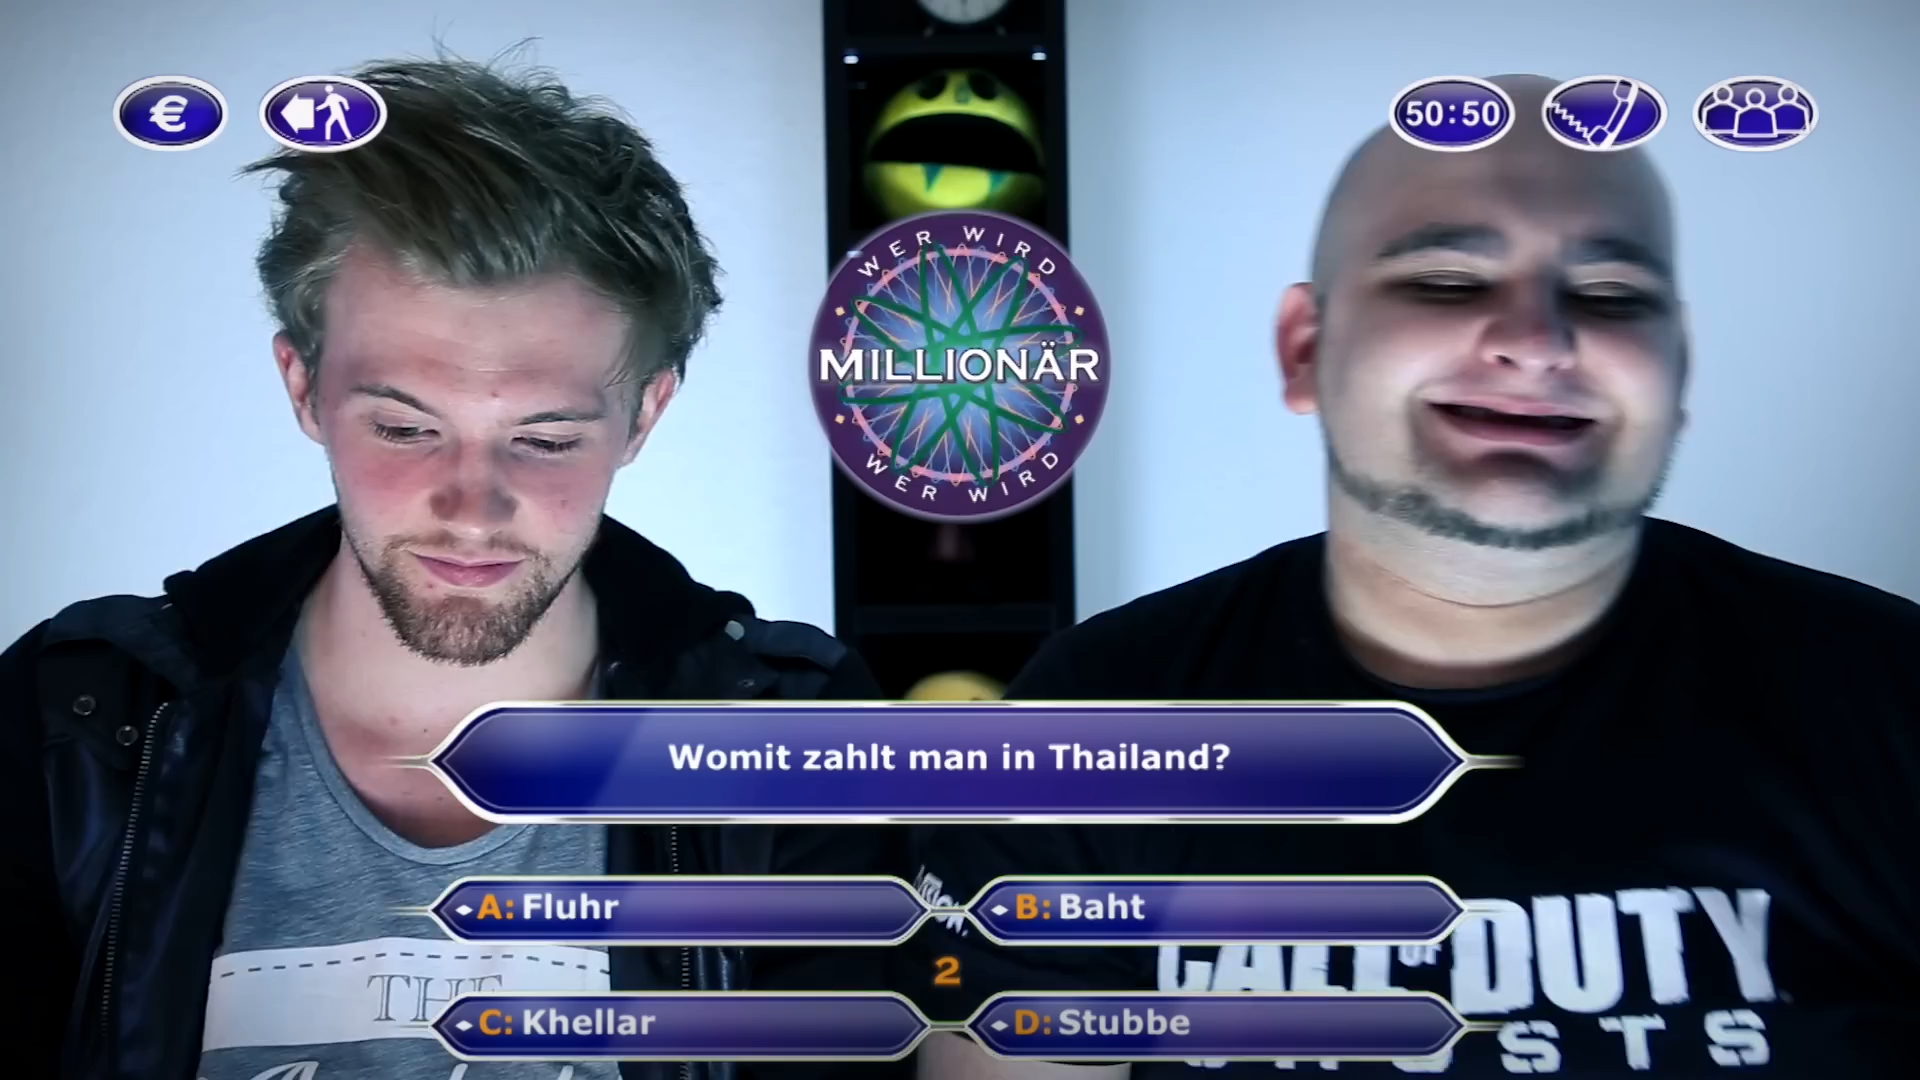 €
50:50
WER WIRD
MILLIONÄR
WER WIRD
Womit zahlt man in Thailand?
A: Fluhr
B: Baht
2
C: Khellar
D: Stubbe
THE
CALL OF DUTY